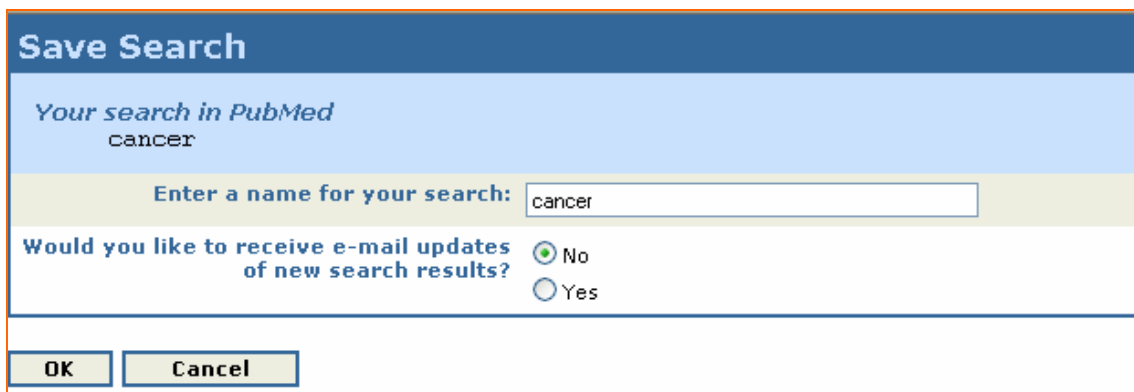 Save Search
Your search in PubMed
cancer
Enter a name for your search: cancer
Would you like to receive e-mail updates
of new search results?
No
Yes
OK Cancel